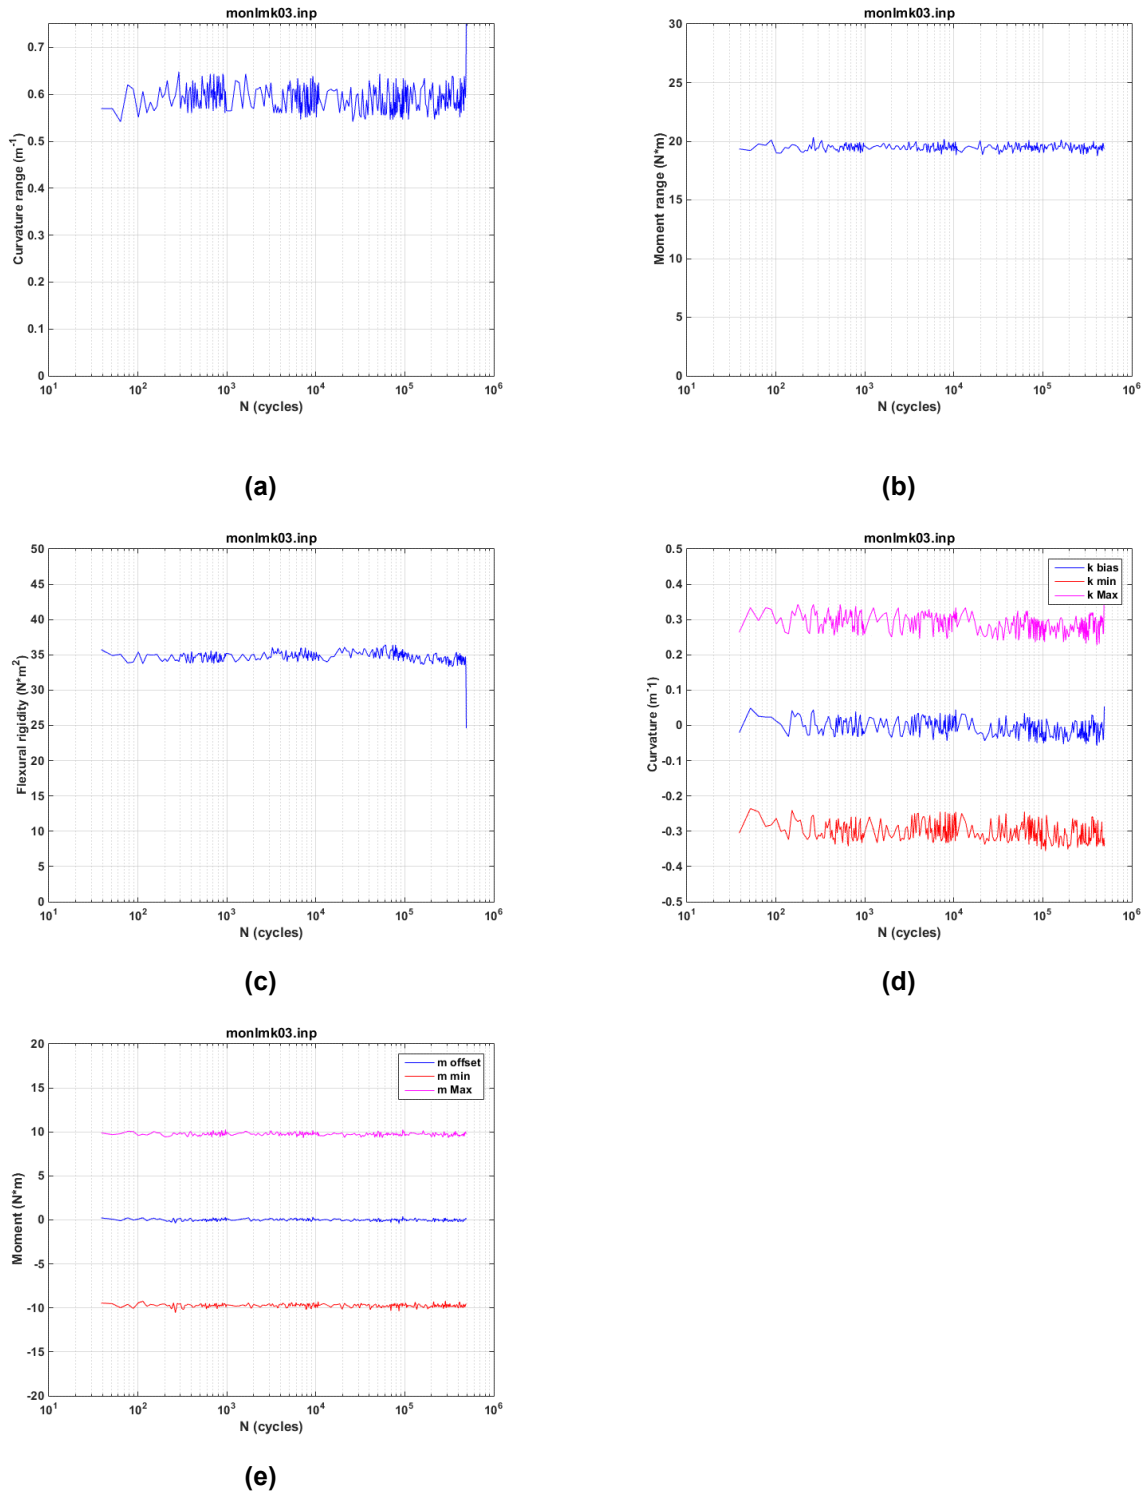 monlmk03.inp
0.7
0.6
0.5
0.4
0.3
0.2
0.1
0
Curvature range (m⁻¹)
10¹ 10² 10³ 10⁴ 10⁵ 10⁶
N (cycles)
(a)
monlmk03.inp
30
25
20
15
10
5
0
Moment range (N*m)
10¹ 10² 10³ 10⁴ 10⁵ 10⁶
N (cycles)
(b)
monlmk03.inp
50
45
40
35
30
25
20
15
10
5
0
Flexural rigidity (N*m²)
10¹ 10² 10³ 10⁴ 10⁵ 10⁶
N (cycles)
(c)
monlmk03.inp
k bias
k min
k Max
0.5
0.4
0.3
0.2
0.1
0
-0.1
-0.2
-0.3
-0.4
-0.5
Curvature (m⁻1)
10¹ 10² 10³ 10⁴ 10⁵ 10⁶
N (cycles)
(d)
monlmk03.inp
m offset
m min
m Max
20
15
10
5
0
-5
-10
-15
-20
Moment (N*m)
10¹ 10² 10³ 10⁴ 10⁵ 10⁶
N (cycles)
(e)